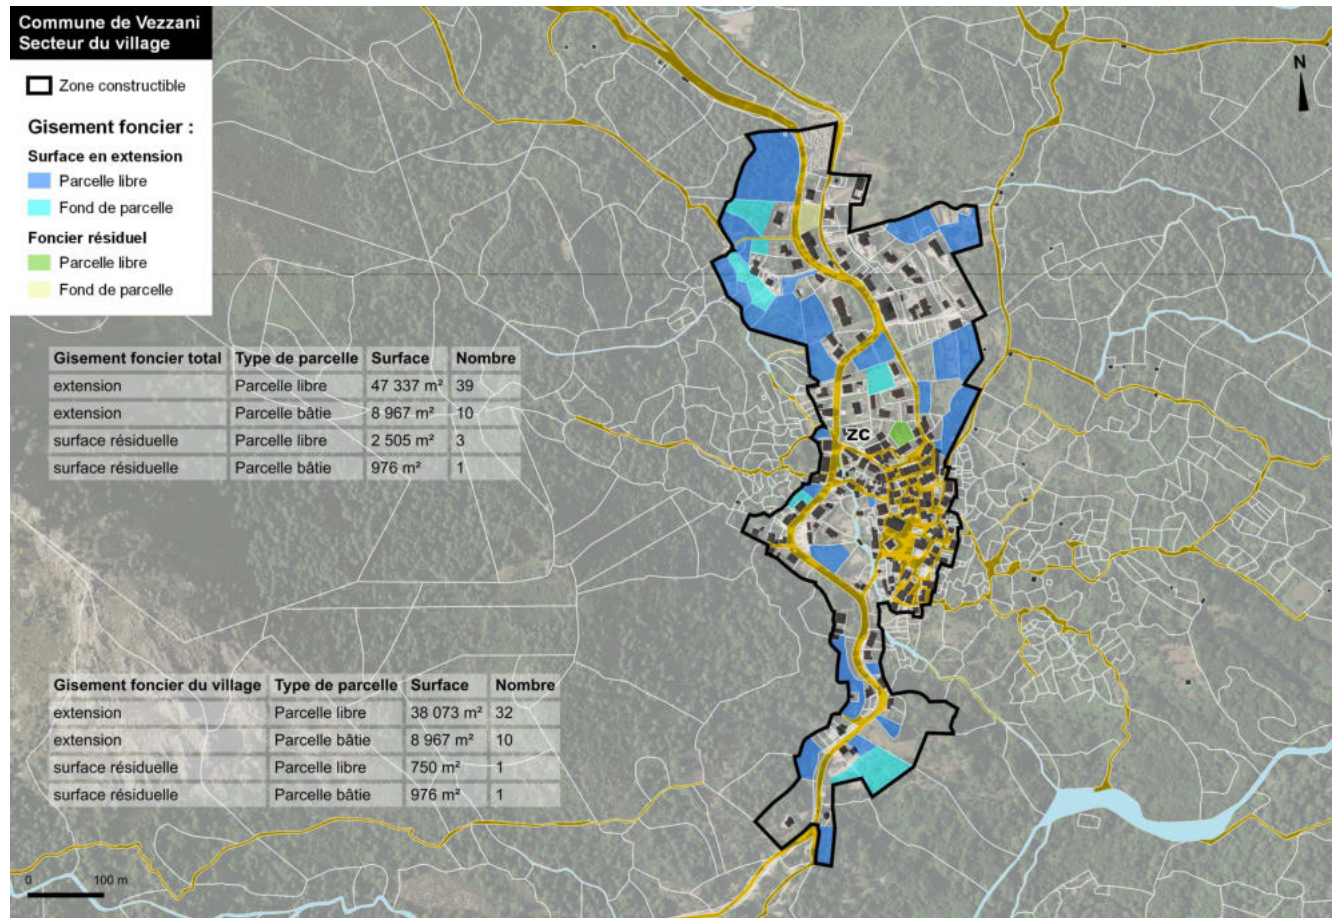 Commune de Vezzani
Secteur du village
Zone constructible
Gisement foncier :
Surface en extension
Parcelle libre
Fond de parcelle
Foncier résiduel
Parcelle libre
Fond de parcelle
N
Gisement foncier total Type de parcelle Surface Nombre
extension Parcelle libre 47 337 m² 39
extension Parcelle bâtie 8 967 m² 10
surface résiduelle Parcelle libre 2 505 m² 3
surface résiduelle Parcelle bâtie 976 m² 1
ZC
Gisement foncier du village Type de parcelle Surface Nombre
extension Parcelle libre 38 073 m² 32
extension Parcelle bâtie 8 967 m² 10
surface résiduelle Parcelle libre 750 m² 1
surface résiduelle Parcelle bâtie 976 m² 1
0 100 m